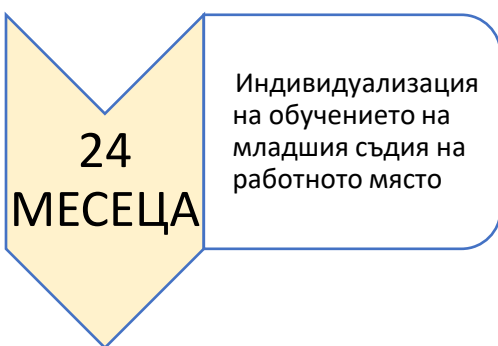 24
МЕСЕЦА
Индивидуализация
на обучението на
младшия съдия на
работното място